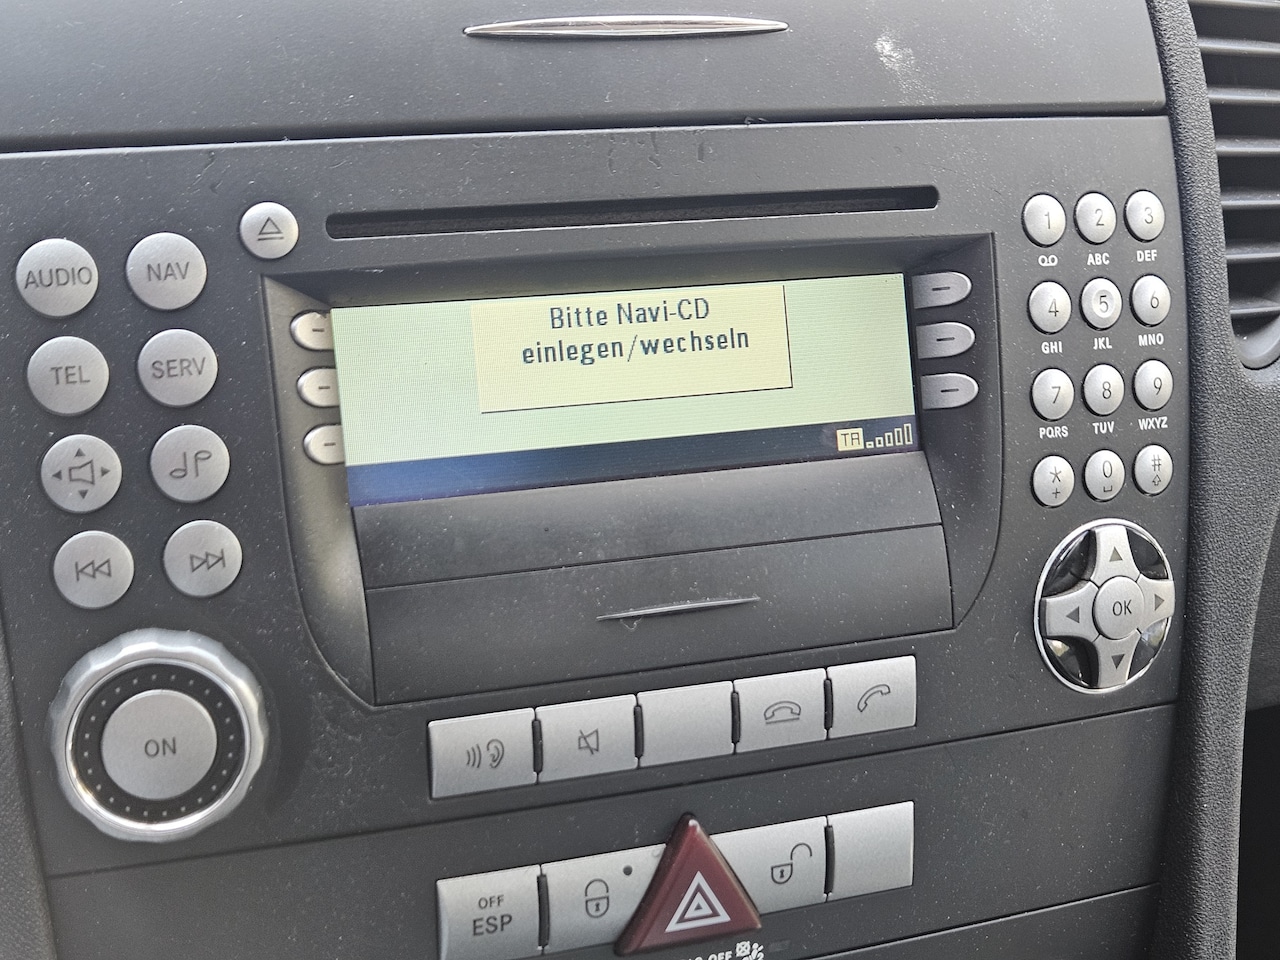 Bitte Navi-CD
einlegen/wechseln
TA
AUDIO
NAV
TEL
SERV
ON
1
2
ABC
3
DEF
4
GHI
5
JKL
6
MNO
7
PQRS
8
TUV
9
WXYZ
*
+
0
#
OK
OFF
ESP
OFF